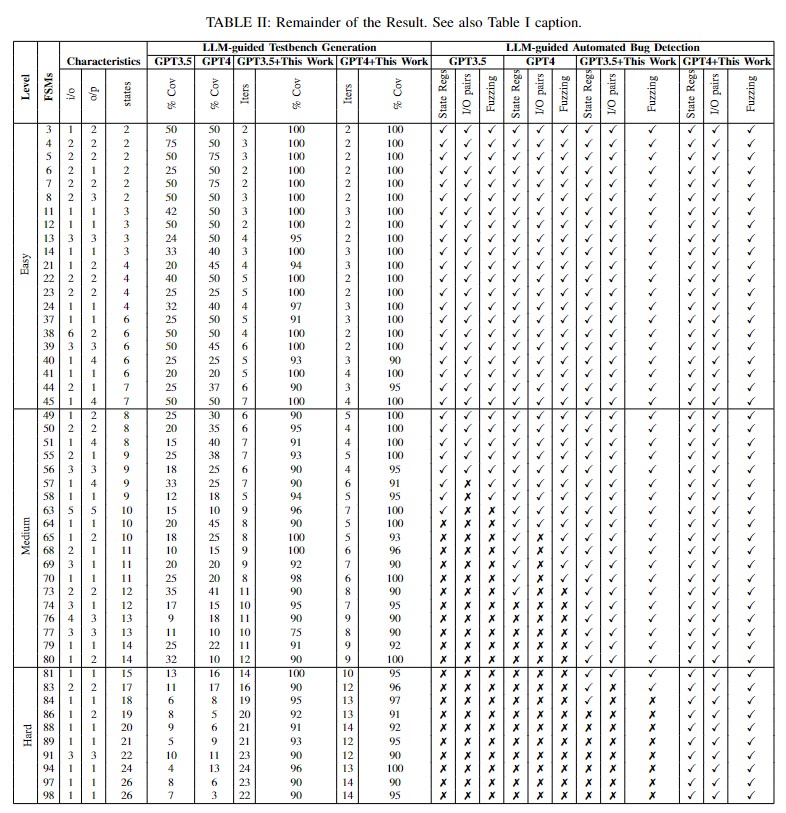 TABLE II: Remainder of the Result. See also Table I caption.
Level FSMs Characteristics LLM-guided Testbench Generation LLM-guided Automated Bug Detection
GPT3.5 GPT4 GPT3.5+This Work GPT4+This Work GPT3.5 GPT4 GPT3.5+This Work GPT4+This Work
i/o o/p states % Cov % Cov Iters % Cov Iters % Cov State Regs I/O pairs Fuzzing State Regs I/O pairs Fuzzing State Regs I/O pairs Fuzzing State Regs I/O pairs Fuzzing
Easy
3 1 2 2 50 50 2 100 2 100 ✓ ✓ ✓ ✓ ✓ ✓ ✓ ✓ ✓ ✓ ✓ ✓
4 2 2 2 75 50 3 100 2 100 ✓ ✓ ✓ ✓ ✓ ✓ ✓ ✓ ✓ ✓ ✓ ✓
5 2 2 2 50 75 3 100 2 100 ✓ ✓ ✓ ✓ ✓ ✓ ✓ ✓ ✓ ✓ ✓ ✓
6 2 1 2 25 50 2 100 2 100 ✓ ✓ ✓ ✓ ✓ ✓ ✓ ✓ ✓ ✓ ✓ ✓
7 2 2 2 50 75 2 100 2 100 ✓ ✓ ✓ ✓ ✓ ✓ ✓ ✓ ✓ ✓ ✓ ✓
8 2 3 2 50 50 3 100 2 100 ✓ ✓ ✓ ✓ ✓ ✓ ✓ ✓ ✓ ✓ ✓ ✓
11 1 1 3 42 50 3 100 3 100 ✓ ✓ ✓ ✓ ✓ ✓ ✓ ✓ ✓ ✓ ✓ ✓
12 1 1 3 50 50 2 100 2 100 ✓ ✓ ✓ ✓ ✓ ✓ ✓ ✓ ✓ ✓ ✓ ✓
13 3 3 3 24 50 4 95 2 100 ✓ ✓ ✓ ✓ ✓ ✓ ✓ ✓ ✓ ✓ ✓ ✓
14 1 1 3 33 40 3 100 3 100 ✓ ✓ ✓ ✓ ✓ ✓ ✓ ✓ ✓ ✓ ✓ ✓
21 1 2 4 20 45 4 94 3 100 ✓ ✓ ✓ ✓ ✓ ✓ ✓ ✓ ✓ ✓ ✓ ✓
22 2 2 4 40 50 5 100 2 100 ✓ ✓ ✓ ✓ ✓ ✓ ✓ ✓ ✓ ✓ ✓ ✓
23 2 2 4 25 25 5 100 2 100 ✓ ✓ ✓ ✓ ✓ ✓ ✓ ✓ ✓ ✓ ✓ ✓
24 1 1 4 32 40 4 97 3 100 ✓ ✓ ✓ ✓ ✓ ✓ ✓ ✓ ✓ ✓ ✓ ✓
37 1 1 6 25 50 5 91 3 100 ✓ ✓ ✓ ✓ ✓ ✓ ✓ ✓ ✓ ✓ ✓ ✓
38 6 2 6 50 50 4 100 2 100 ✓ ✓ ✓ ✓ ✓ ✓ ✓ ✓ ✓ ✓ ✓ ✓
39 3 3 6 50 45 6 100 2 100 ✓ ✓ ✓ ✓ ✓ ✓ ✓ ✓ ✓ ✓ ✓ ✓
40 1 4 6 25 25 5 93 3 90 ✓ ✓ ✓ ✓ ✓ ✓ ✓ ✓ ✓ ✓ ✓ ✓
41 1 1 6 20 20 5 100 4 100 ✓ ✓ ✓ ✓ ✓ ✓ ✓ ✓ ✓ ✓ ✓ ✓
44 2 1 7 25 37 6 90 3 95 ✓ ✓ ✓ ✓ ✓ ✓ ✓ ✓ ✓ ✓ ✓ ✓
45 1 4 7 50 50 7 100 4 100 ✓ ✓ ✓ ✓ ✓ ✓ ✓ ✓ ✓ ✓ ✓ ✓
Medium
49 1 2 8 25 30 6 90 5 100 ✓ ✓ ✓ ✓ ✓ ✓ ✓ ✓ ✓ ✓ ✓ ✓
50 2 2 8 20 35 6 95 4 100 ✓ ✓ ✓ ✓ ✓ ✓ ✓ ✓ ✓ ✓ ✓ ✓
51 1 4 8 15 40 7 91 4 100 ✓ ✓ ✓ ✓ ✓ ✓ ✓ ✓ ✓ ✓ ✓ ✓
55 2 1 9 25 38 7 93 5 100 ✓ ✓ ✓ ✓ ✓ ✓ ✓ ✓ ✓ ✓ ✓ ✓
56 3 3 9 18 25 6 90 4 95 ✓ ✓ ✓ ✓ ✓ ✓ ✓ ✓ ✓ ✓ ✓ ✓
57 1 4 9 33 25 7 90 6 91 ✓ ✗ ✓ ✓ ✓ ✓ ✓ ✓ ✓ ✓ ✓ ✓
58 1 1 9 12 18 5 94 5 95 ✓ ✗ ✓ ✓ ✓ ✓ ✓ ✓ ✓ ✓ ✓ ✓
63 5 5 10 15 10 9 96 7 100 ✓ ✗ ✗ ✓ ✓ ✓ ✓ ✓ ✓ ✓ ✓ ✓
64 1 1 10 20 45 8 90 5 100 ✗ ✗ ✗ ✓ ✓ ✓ ✓ ✓ ✓ ✓ ✓ ✓
65 1 2 10 18 25 8 100 5 93 ✗ ✗ ✗ ✓ ✗ ✓ ✓ ✓ ✓ ✓ ✓ ✓
68 2 1 11 10 15 9 100 6 96 ✗ ✗ ✗ ✓ ✗ ✓ ✓ ✓ ✓ ✓ ✓ ✓
69 3 1 11 20 20 9 92 7 90 ✗ ✗ ✗ ✓ ✗ ✓ ✓ ✓ ✓ ✓ ✓ ✓
70 1 1 11 25 20 8 98 6 100 ✗ ✗ ✗ ✓ ✗ ✓ ✓ ✓ ✓ ✓ ✓ ✓
73 2 2 12 35 41 11 90 8 90 ✗ ✗ ✗ ✓ ✗ ✗ ✓ ✓ ✓ ✓ ✓ ✓
74 3 1 12 17 15 10 95 7 95 ✗ ✗ ✗ ✗ ✗ ✗ ✓ ✓ ✓ ✓ ✓ ✓
76 4 3 13 9 18 11 90 9 90 ✗ ✗ ✗ ✗ ✗ ✗ ✓ ✓ ✓ ✓ ✓ ✓
77 3 3 13 11 10 10 75 8 90 ✗ ✗ ✗ ✗ ✗ ✗ ✓ ✓ ✓ ✓ ✓ ✓
79 1 1 14 25 22 11 91 9 92 ✗ ✗ ✗ ✗ ✗ ✗ ✓ ✓ ✓ ✓ ✓ ✓
80 1 2 14 32 10 12 90 9 100 ✗ ✗ ✗ ✗ ✗ ✗ ✓ ✓ ✓ ✓ ✓ ✓
Hard
81 1 1 15 13 16 14 100 10 95 ✗ ✗ ✗ ✗ ✗ ✗ ✓ ✓ ✓ ✓ ✓ ✓
83 2 2 17 11 17 16 90 12 96 ✗ ✗ ✗ ✗ ✗ ✗ ✓ ✗ ✓ ✓ ✓ ✓
84 1 1 18 6 8 19 95 13 97 ✗ ✗ ✗ ✗ ✗ ✗ ✓ ✗ ✗ ✓ ✓ ✓
86 1 2 19 8 5 20 92 13 91 ✗ ✗ ✗ ✗ ✗ ✗ ✗ ✗ ✗ ✓ ✓ ✓
88 1 1 20 9 6 21 91 14 92 ✗ ✗ ✗ ✗ ✗ ✗ ✗ ✗ ✗ ✓ ✓ ✓
89 1 1 21 5 9 21 93 12 95 ✗ ✗ ✗ ✗ ✗ ✗ ✗ ✗ ✗ ✓ ✓ ✓
91 3 3 22 10 11 23 90 12 90 ✗ ✗ ✗ ✗ ✗ ✗ ✗ ✗ ✗ ✓ ✓ ✓
94 1 1 24 4 13 24 96 13 100 ✗ ✗ ✗ ✗ ✗ ✗ ✗ ✗ ✗ ✓ ✓ ✓
97 1 1 26 8 6 23 90 14 90 ✗ ✗ ✗ ✗ ✗ ✗ ✗ ✗ ✗ ✓ ✓ ✓
98 1 1 26 7 3 22 90 14 95 ✗ ✗ ✗ ✗ ✗ ✗ ✗ ✗ ✗ ✓ ✓ ✓